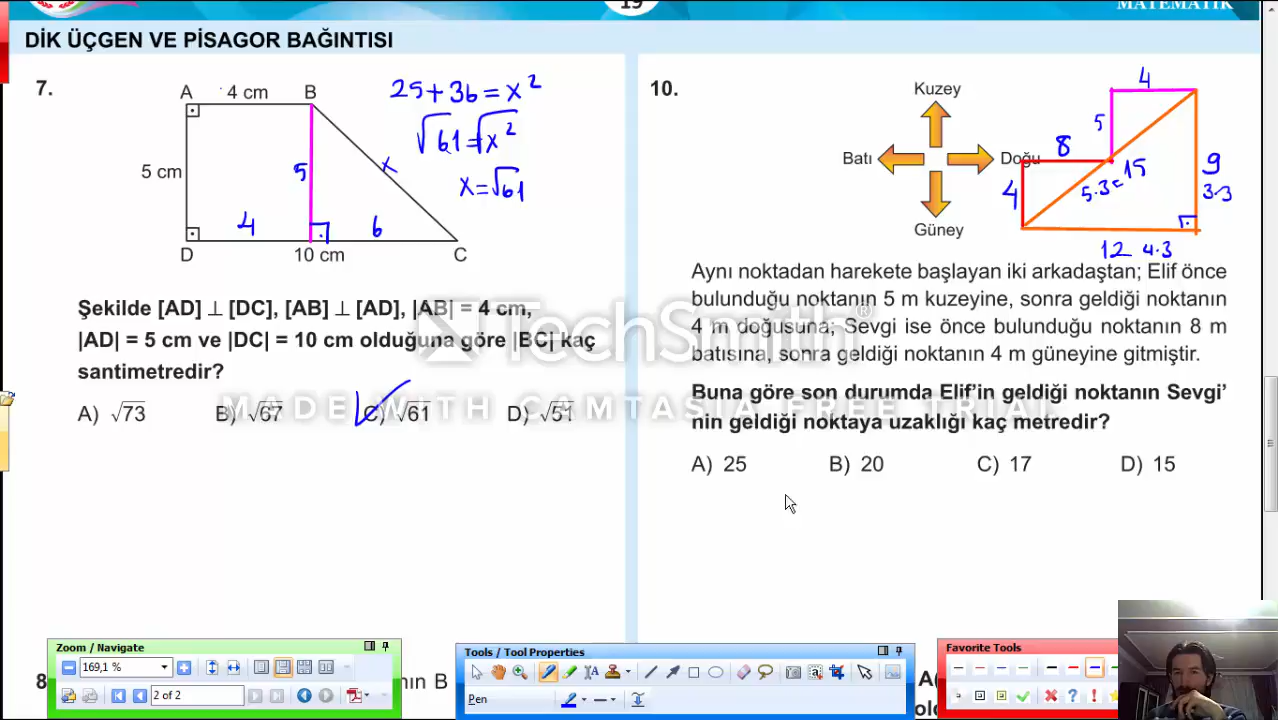 19
MATEMATİK
DİK ÜÇGEN VE PİSAGOR BAĞINTISI
7.
A 4 cm B
5 cm
5
x
4
6
D 10 cm C
25+36=x²
√61=√x²
x=√61
Şekilde [AD] ⊥ [DC], [AB] ⊥ [AD], |AB| = 4 cm,
|AD| = 5 cm ve |DC| = 10 cm olduğuna göre |BC| kaç
santimetredir?
A) √73 B) √67 C) √61 D) √51
10.
Kuzey
Batı
Doğu
Güney
4
5
8
4
5·3=15
9
3·3
12 4·3
Aynı noktadan harekete başlayan iki arkadaştan; Elif önce
bulunduğu noktanın 5 m kuzeyine, sonra geldiği noktanın
4 m doğusuna; Sevgi ise önce bulunduğu noktanın 8 m
batısına, sonra geldiği noktanın 4 m güneyine gitmiştir.
Buna göre son durumda Elif'in geldiği noktanın Sevgi'
nin geldiği noktaya uzaklığı kaç metredir?
A) 25 B) 20 C) 17 D) 15
TechSmith®
MADE WITH CAMTASIA FREE TRIAL
8
nın B
A(
Zoom / Navigate
169,1 %
2 of 2
Tools / Tool Properties
Pen
Favorite Tools